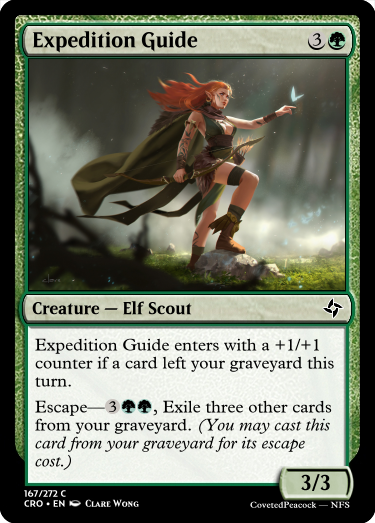 Expedition Guide 3
Creature — Elf Scout
Expedition Guide enters with a +1/+1
counter if a card left your graveyard this
turn.
Escape—3, Exile three other cards
from your graveyard. (You may cast this
card from your graveyard for its escape
cost.)
3/3
167/272 C
CRO • EN Clare Wong
CovetedPeacock — NFS